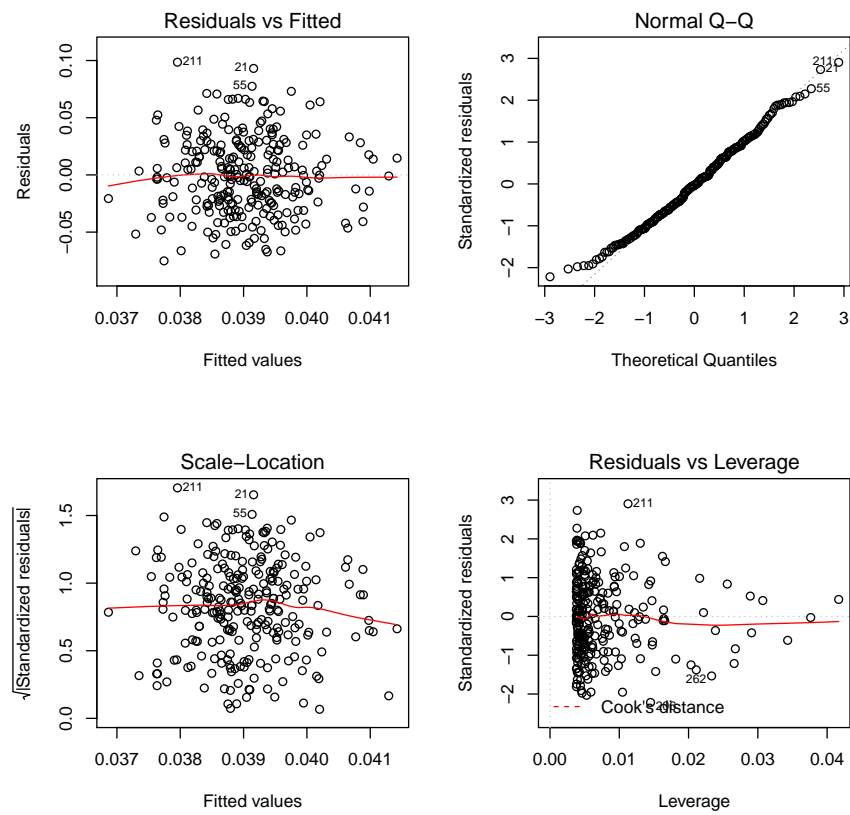 Residuals vs Fitted
Residuals
0.10
0.05
0.00
−0.05
211
21
55
0.037 0.038 0.039 0.040 0.041
Fitted values
Normal Q−Q
Standardized residuals
3
2
1
0
−1
−2
211
21
55
−3 −2 −1 0 1 2 3
Theoretical Quantiles
Scale−Location
√|Standardized residuals|
1.5
1.0
0.5
0.0
211
21
55
0.037 0.038 0.039 0.040 0.041
Fitted values
Residuals vs Leverage
Standardized residuals
3
2
1
0
−1
−2
211
262
Cook's distance
0.00 0.01 0.02 0.03 0.04
Leverage